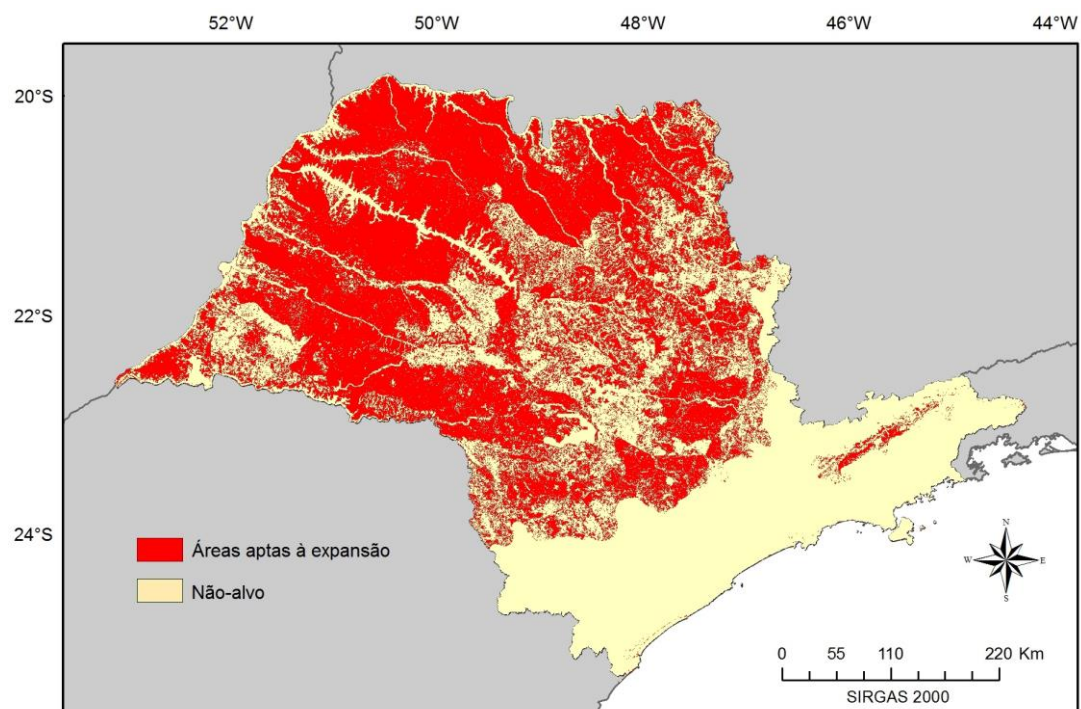 52°W 50°W 48°W 46°W 44°W
20°S
22°S
24°S
Áreas aptas à expansão
Não-alvo
N
W E
S
0 55 110 220 Km
SIRGAS 2000